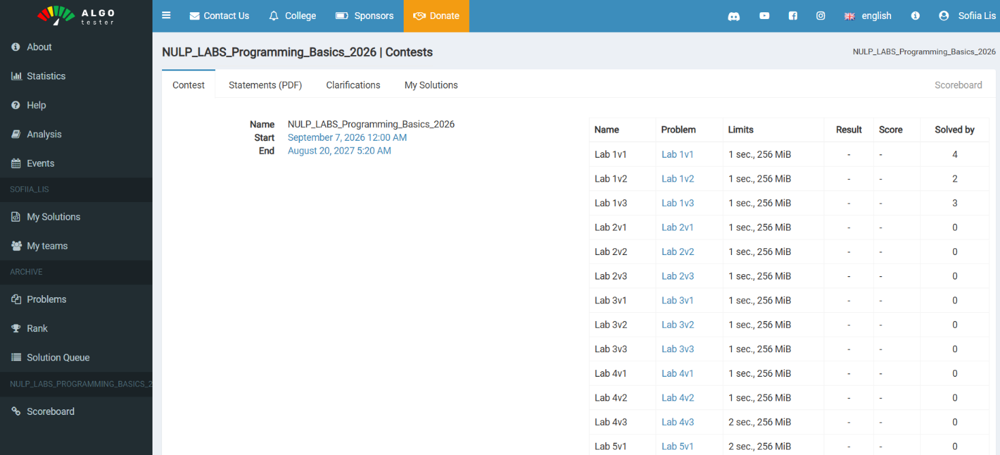 ALGO
tester
Contact Us College Sponsors Donate english Sofiia Lis
About
Statistics
Help
Analysis
Events
SOFIIA_LIS
My Solutions
My teams
ARCHIVE
Problems
Rank
Solution Queue
NULP_LABS_PROGRAMMING_BASICS_2
Scoreboard
NULP_LABS_Programming_Basics_2026 | Contests
NULP_LABS_Programming_Basics_2026
Contest Statements (PDF) Clarifications My Solutions Scoreboard
Name NULP_LABS_Programming_Basics_2026
Start September 7, 2026 12:00 AM
End August 20, 2027 5:20 AM
Name Problem Limits Result Score Solved by
Lab 1v1 Lab 1v1 1 sec., 256 MiB - - 4
Lab 1v2 Lab 1v2 1 sec., 256 MiB - - 2
Lab 1v3 Lab 1v3 1 sec., 256 MiB - - 3
Lab 2v1 Lab 2v1 1 sec., 256 MiB - - 0
Lab 2v2 Lab 2v2 1 sec., 256 MiB - - 0
Lab 2v3 Lab 2v3 1 sec., 256 MiB - - 0
Lab 3v1 Lab 3v1 1 sec., 256 MiB - - 0
Lab 3v2 Lab 3v2 1 sec., 256 MiB - - 0
Lab 3v3 Lab 3v3 1 sec., 256 MiB - - 0
Lab 4v1 Lab 4v1 1 sec., 256 MiB - - 0
Lab 4v2 Lab 4v2 1 sec., 256 MiB - - 0
Lab 4v3 Lab 4v3 2 sec., 256 MiB - - 0
Lab 5v1 Lab 5v1 2 sec., 256 MiB - - 0